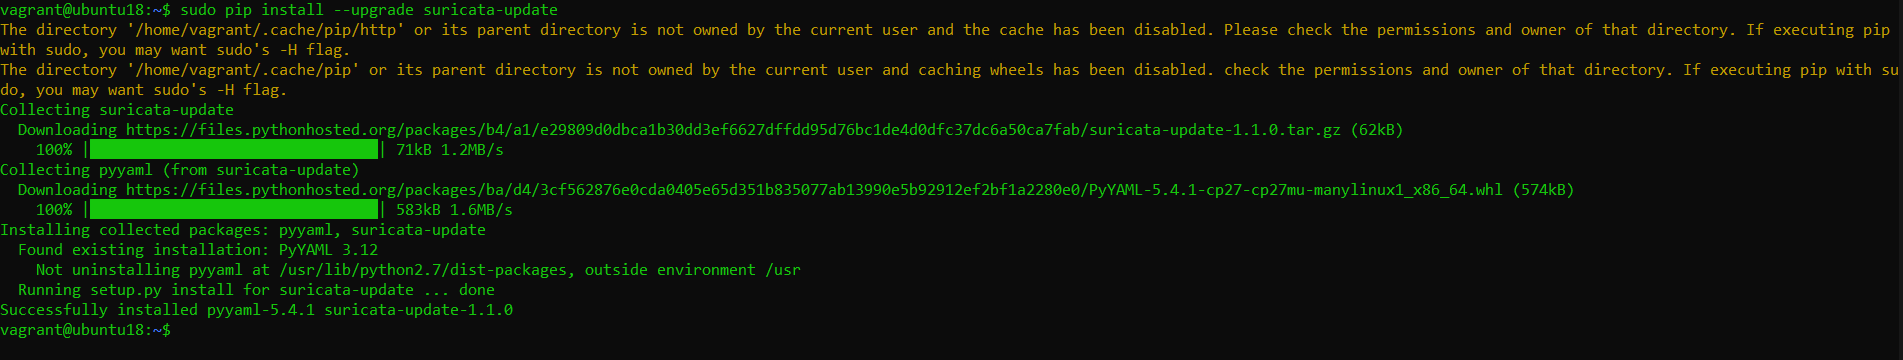 vagrant@ubuntu18:~$ sudo pip install --upgrade suricata-update
The directory '/home/vagrant/.cache/pip/http' or its parent directory is not owned by the current user and the cache has been disabled. Please check the permissions and owner of that directory. If executing pip
with sudo, you may want sudo's -H flag.
The directory '/home/vagrant/.cache/pip' or its parent directory is not owned by the current user and caching wheels has been disabled. check the permissions and owner of that directory. If executing pip with su
do, you may want sudo's -H flag.
Collecting suricata-update
  Downloading https://files.pythonhosted.org/packages/b4/a1/e29809d0dbca1b30dd3ef6627dffdd95d76bc1de4d0dfc37dc6a50ca7fab/suricata-update-1.1.0.tar.gz (62kB)
    100% |████████████████████████████████| 71kB 1.2MB/s
Collecting pyyaml (from suricata-update)
  Downloading https://files.pythonhosted.org/packages/ba/d4/3cf562876e0cda0405e65d351b835077ab13990e5b92912ef2bf1a2280e0/PyYAML-5.4.1-cp27-cp27mu-manylinux1_x86_64.whl (574kB)
    100% |████████████████████████████████| 583kB 1.6MB/s
Installing collected packages: pyyaml, suricata-update
  Found existing installation: PyYAML 3.12
    Not uninstalling pyyaml at /usr/lib/python2.7/dist-packages, outside environment /usr
  Running setup.py install for suricata-update ... done
Successfully installed pyyaml-5.4.1 suricata-update-1.1.0
vagrant@ubuntu18:~$